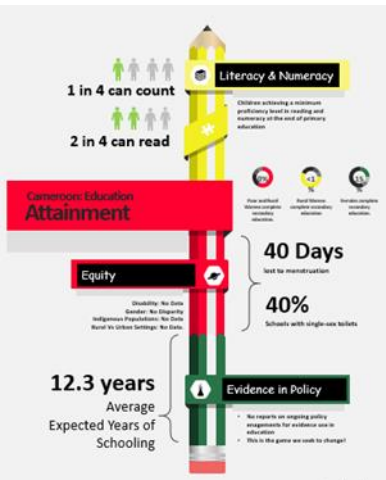 Literacy & Numeracy
1 in 4 can count
2 in 4 can read
Children achieving a minimum
proficiency level in reading and
numeracy at the end of primary
education
Cameroon: Education
Attainment
0%
<1
%
Poor and Rural
Women complete
secondary
education.
Rural Women
complete secondary
education.
Females complete
secondary
education.
40 Days
lost to menstruation
Equity
40%
Schools with single-sex toilets
Disability: No Data
Gender: No Disparity
Indigenous Populations: No Data
Rural Vs Urban Settings: No Data.
12.3 years
Average
Expected Years of
Schooling
Evidence in Policy
• No reports on ongoing policy
enagements for evidence use in
education
• This is the game we seek to change!